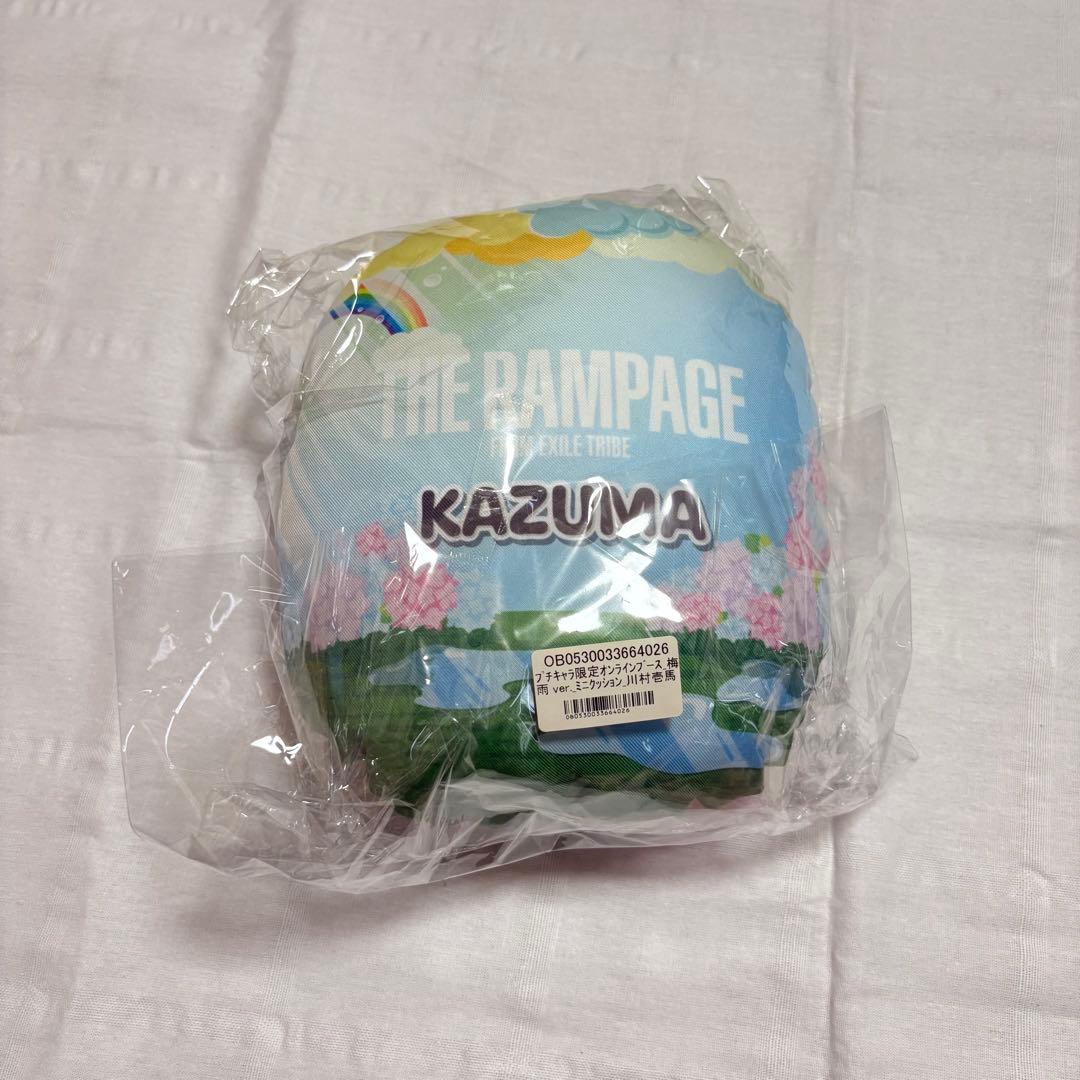 THE RAMPAGE
FROM EXILE TRIBE
KAZUMA
OB0530033664026
プチキャラ限定オンラインブース_梅
雨 ver._ミニクッション_川村壱馬
OB0530033664026